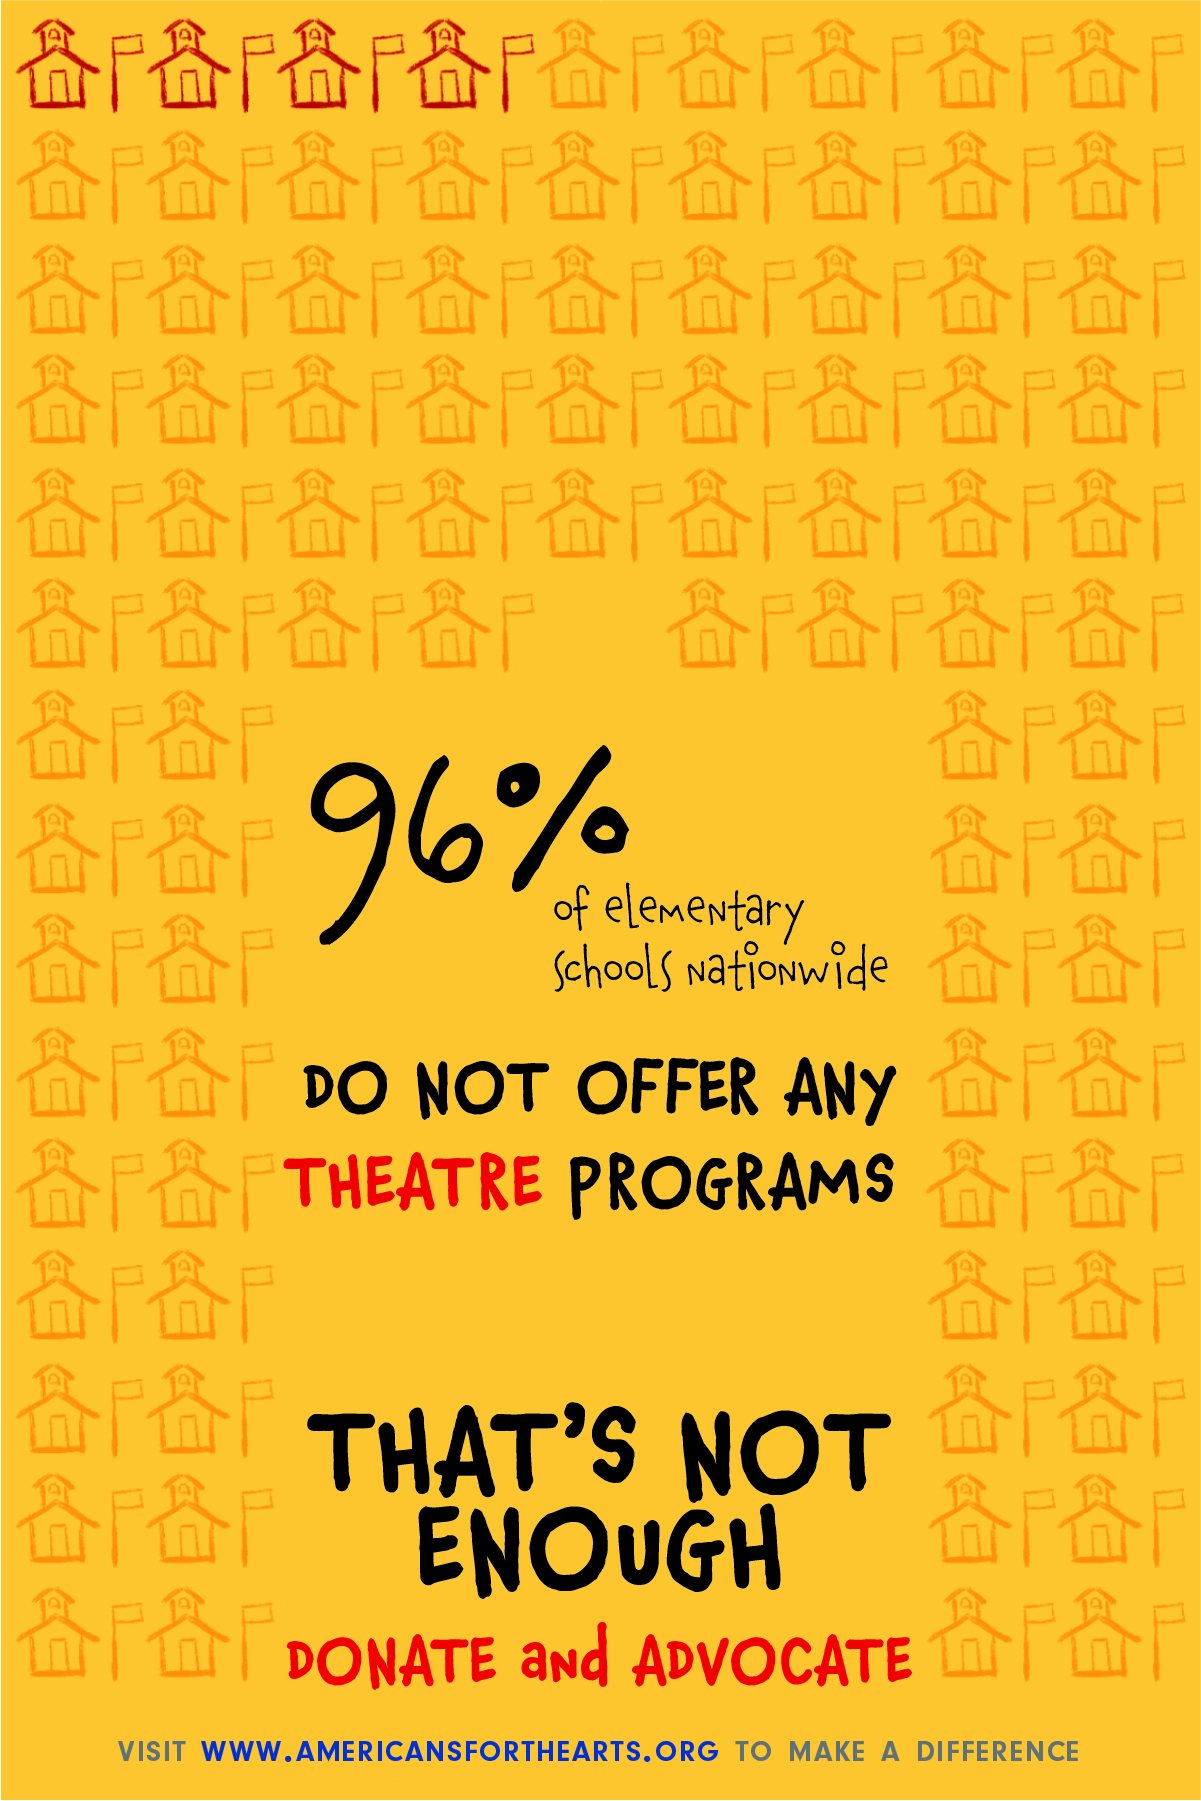 96%
of elementary
schools nationwide
DO NOT OFFER ANY
THEATRE PROGRAMS
THAT'S NOT
ENOUGH
DONATE and ADVOCATE
VISIT WWW.AMERICANSFORTHEARTS.ORG TO MAKE A DIFFERENCE